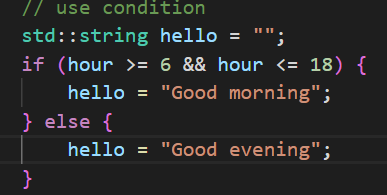 // use condition
std::string hello = "";
if (hour >= 6 && hour <= 18) {
    hello = "Good morning";
} else {
    hello = "Good evening";
}